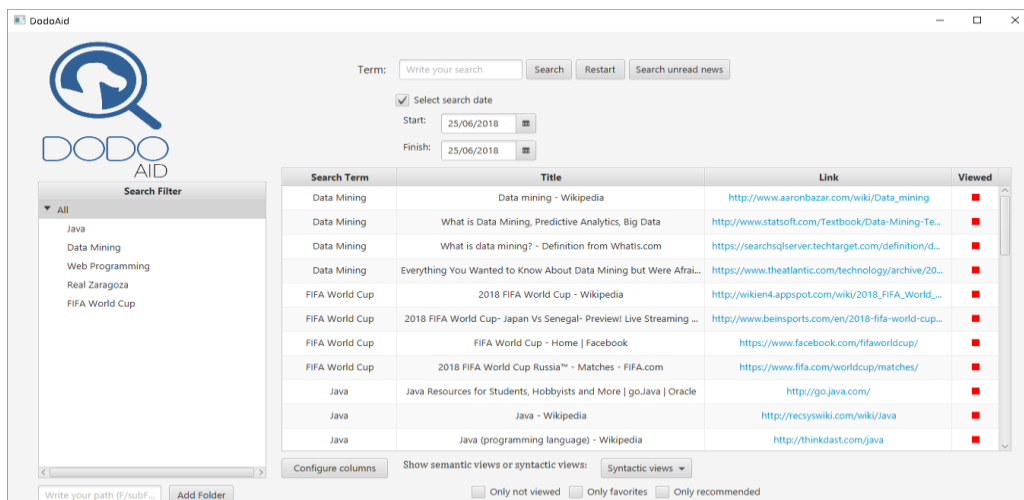 DodoAid
DODO
AID
Term: Write your search Search Restart Search unread news
Select search date
Start: 25/06/2018
Finish: 25/06/2018
Search Filter
All
Java
Data Mining
Web Programming
Real Zaragoza
FIFA World Cup
Search Term Title Link Viewed
Data Mining Data mining - Wikipedia http://www.aaronbazar.com/wiki/Data_mining
Data Mining What is Data Mining, Predictive Analytics, Big Data http://www.statsoft.com/Textbook/Data-Mining-Te...
Data Mining What is data mining? - Definition from WhatIs.com https://searchsqlserver.techtarget.com/definition/d...
Data Mining Everything You Wanted to Know About Data Mining but Were Afrai... https://www.theatlantic.com/technology/archive/20...
FIFA World Cup 2018 FIFA World Cup - Wikipedia http://wikien4.appspot.com/wiki/2018_FIFA_World_...
FIFA World Cup 2018 FIFA World Cup- Japan Vs Senegal- Preview! Live Streaming ... http://www.beinsports.com/en/2018-fifa-world-cup...
FIFA World Cup FIFA World Cup - Home | Facebook https://www.facebook.com/fifaworldcup/
FIFA World Cup 2018 FIFA World Cup Russia™ - Matches - FIFA.com https://www.fifa.com/worldcup/matches/
Java Java Resources for Students, Hobbyists and More | go.Java | Oracle http://go.java.com/
Java Java - Wikipedia http://recsyswiki.com/wiki/Java
Java Java (programming language) - Wikipedia http://thinkdast.com/java
Configure columns Show semantic views or syntactic views: Syntactic views
Write your path (F/subF... Add Folder
Only not viewed Only favorites Only recommended